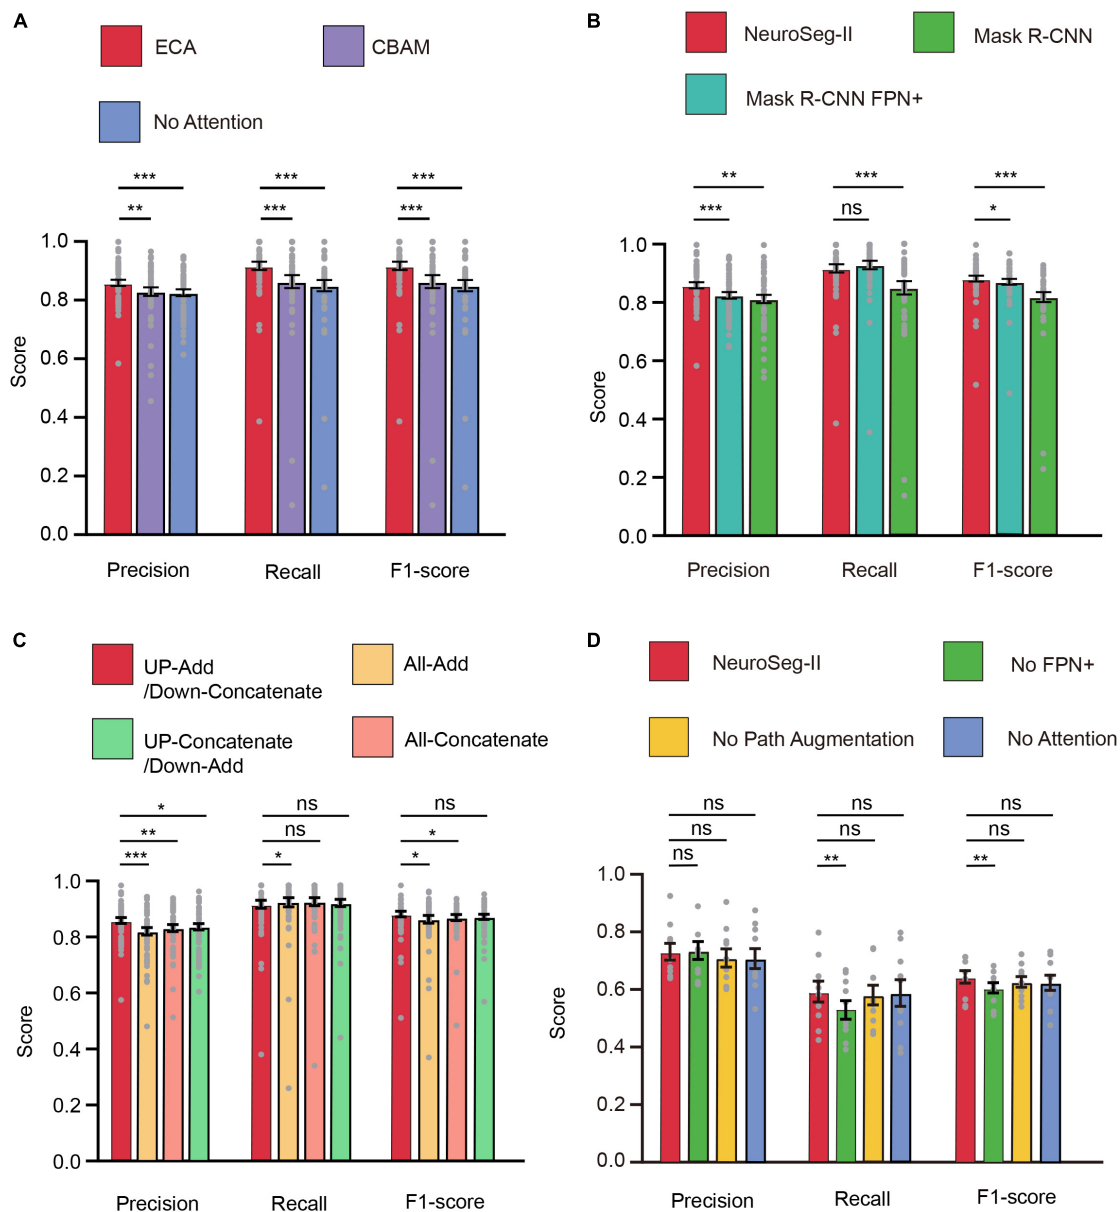 A
ECA
CBAM
No Attention
*** *** ***
** *** ***
1.0
0.8
0.6
0.4
0.2
0.0
Score
Precision Recall F1-score
B
NeuroSeg-II
Mask R-CNN
Mask R-CNN FPN+
** *** ***
*** ns *
1.0
0.8
0.6
0.4
0.2
0.0
Score
Precision Recall F1-score
C
UP-Add
/Down-Concatenate
All-Add
UP-Concatenate
/Down-Add
All-Concatenate
* ns ns
** ns *
*** * *
1.0
0.8
0.6
0.4
0.2
0.0
Score
Precision Recall F1-score
D
NeuroSeg-II
No FPN+
No Path Augmentation
No Attention
ns ns ns
ns ns ns
ns ** **
1.0
0.8
0.6
0.4
0.2
0.0
Score
Precision Recall F1-score